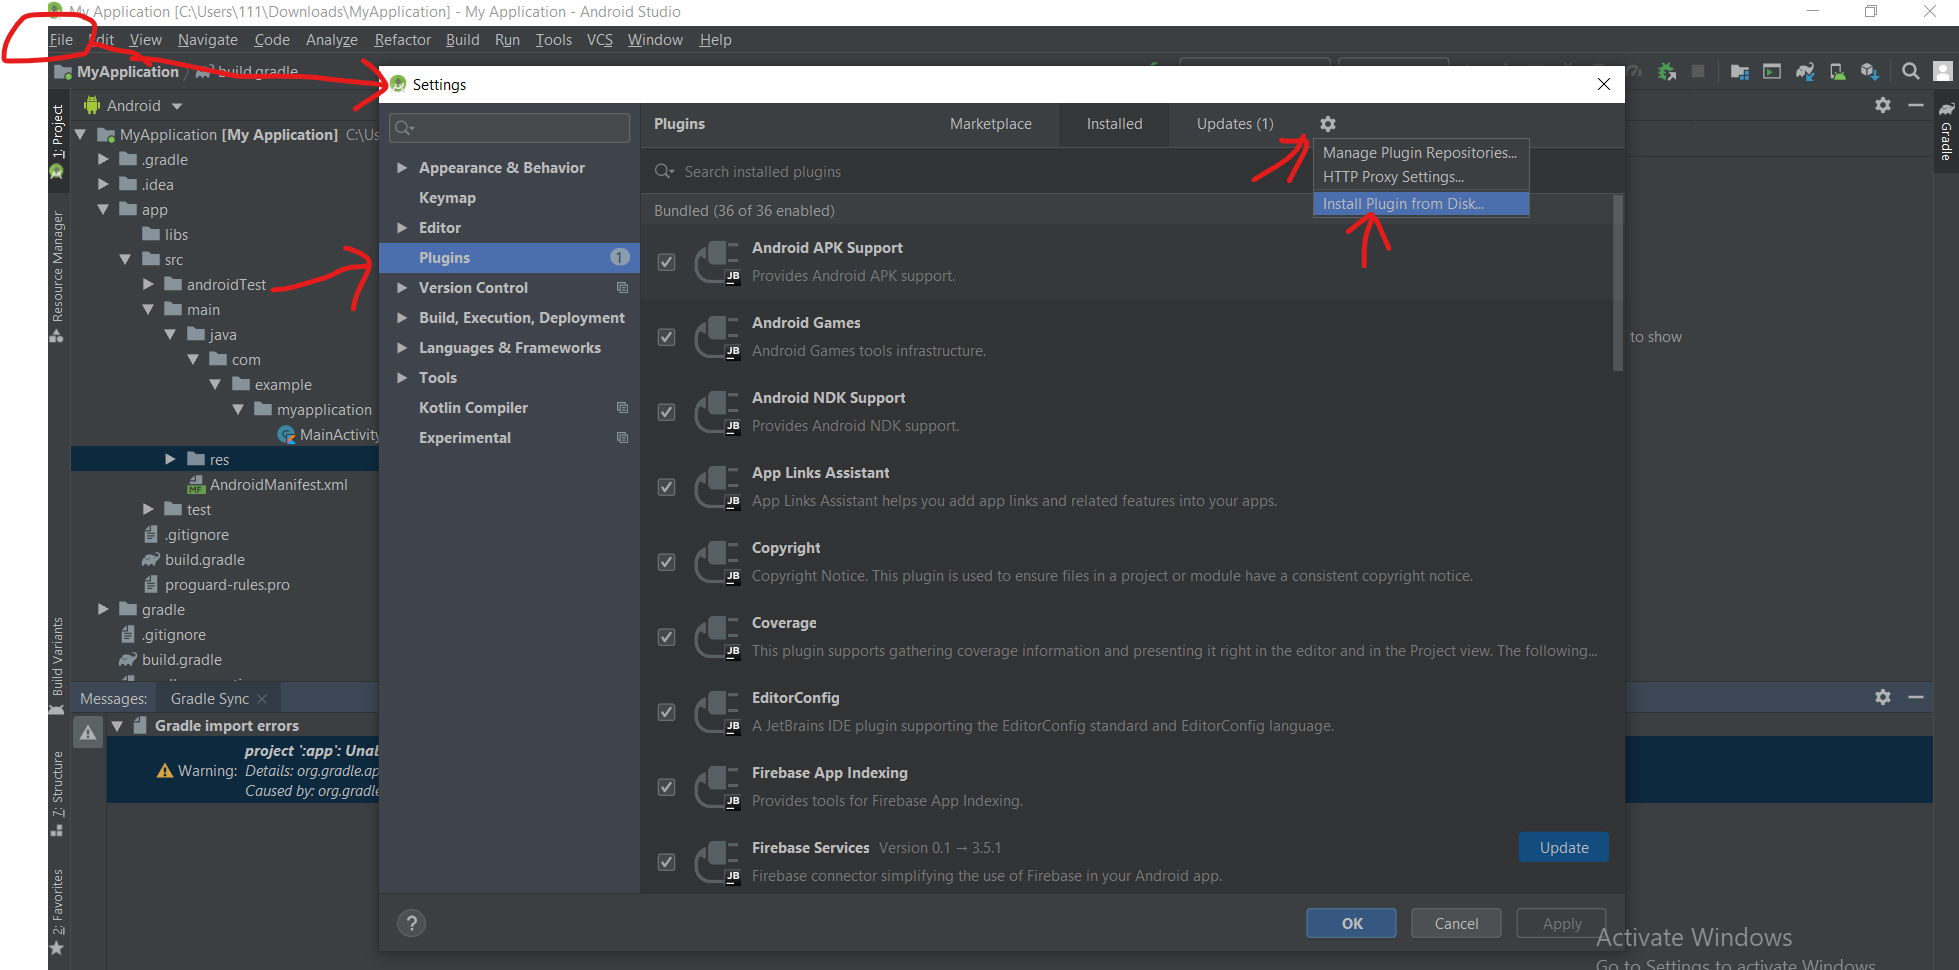 My Application [C:\Users\111\Downloads\MyApplication] - My Application - Android Studio
File Edit View Navigate Code Analyze Refactor Build Run Tools VCS Window Help
MyApplication build.gradle
Settings
1: Project
Resource Manager
Build Variants
7: Structure
2: Favorites
Gradle
Android
MyApplication [My Application] C:\Us
.gradle
.idea
app
libs
src
androidTest
main
java
com
example
myapplication
MainActivity
res
AndroidManifest.xml
test
.gitignore
build.gradle
proguard-rules.pro
gradle
.gitignore
build.gradle
Messages: Gradle Sync
Gradle import errors
project ':app': Unab
Warning: Details: org.gradle.ap
Caused by: org.gradle
Appearance & Behavior
Keymap
Editor
Plugins 1
Version Control
Build, Execution, Deployment
Languages & Frameworks
Tools
Kotlin Compiler
Experimental
Plugins Marketplace Installed Updates (1)
Manage Plugin Repositories...
HTTP Proxy Settings...
Install Plugin from Disk...
Search installed plugins
Bundled (36 of 36 enabled)
Android APK Support
JB Provides Android APK support.
Android Games
JB Android Games tools infrastructure.
Android NDK Support
JB Provides Android NDK support.
App Links Assistant
JB App Links Assistant helps you add app links and related features into your apps.
Copyright
JB Copyright Notice. This plugin is used to ensure files in a project or module have a consistent copyright notice.
Coverage
JB This plugin supports gathering coverage information and presenting it right in the editor and in the Project view. The following...
EditorConfig
JB A JetBrains IDE plugin supporting the EditorConfig standard and EditorConfig language.
Firebase App Indexing
JB Provides tools for Firebase App Indexing.
Firebase Services Version 0.1 → 3.5.1 Update
JB Firebase connector simplifying the use of Firebase in your Android app.
to show
? OK Cancel Apply
Activate Windows
Go to Settings to activate Windows.